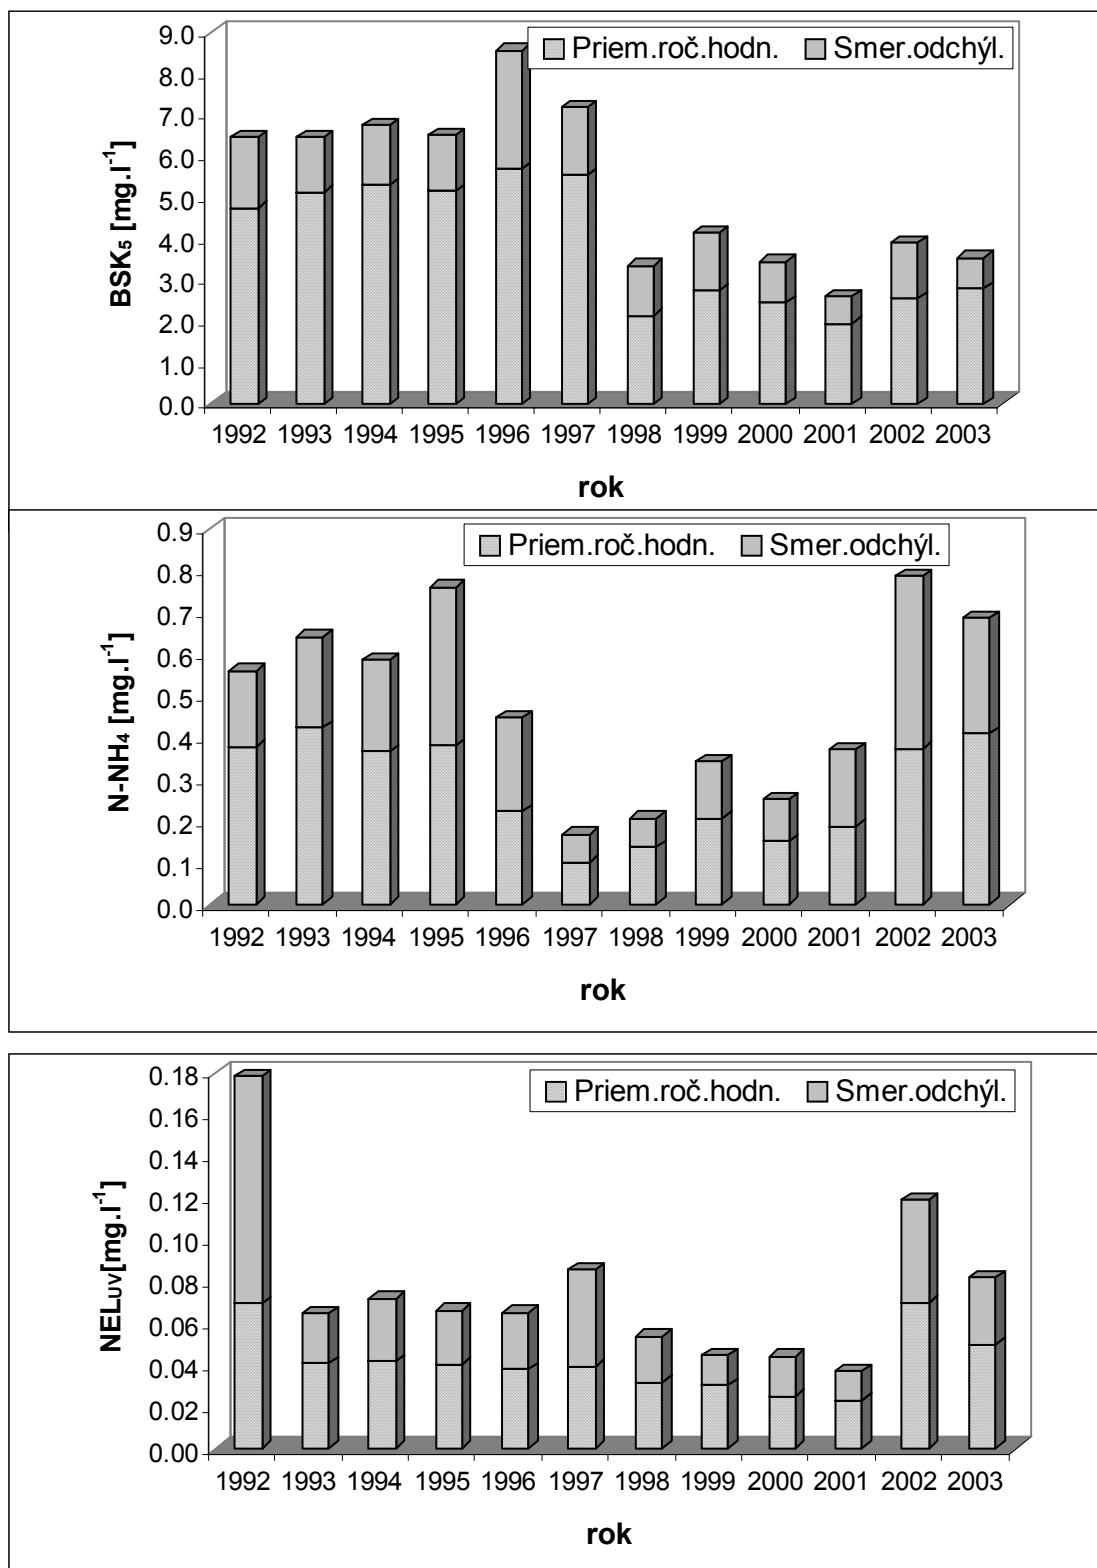 Priem.roč.hodn. Smer.odchýl.
9.0
8.0
7.0
6.0
5.0
4.0
3.0
2.0
1.0
0.0
BSK₅ [mg.l⁻¹]
1992 1993 1994 1995 1996 1997 1998 1999 2000 2001 2002 2003
rok
Priem.roč.hodn. Smer.odchýl.
0.9
0.8
0.7
0.6
0.5
0.4
0.3
0.2
0.1
0.0
N-NH₄ [mg.l⁻¹]
1992 1993 1994 1995 1996 1997 1998 1999 2000 2001 2002 2003
rok
Priem.roč.hodn. Smer.odchýl.
0.18
0.16
0.14
0.12
0.10
0.08
0.06
0.04
0.02
0.00
NELUV[mg.l⁻¹]
1992 1993 1994 1995 1996 1997 1998 1999 2000 2001 2002 2003
rok